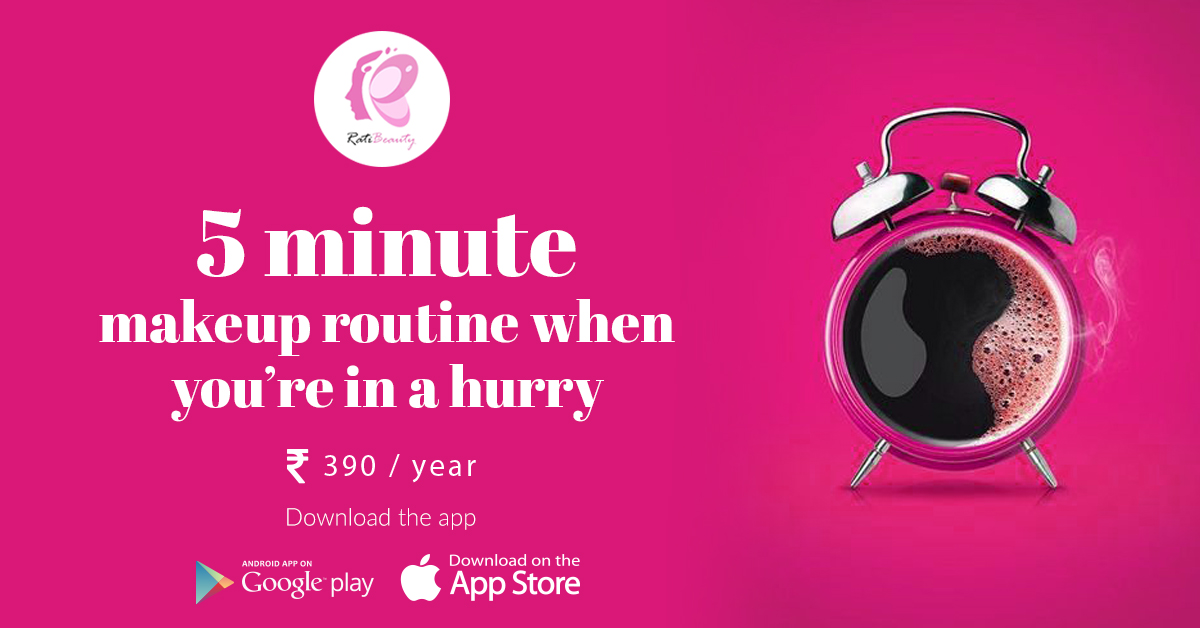 RatiBeauty
5 minute
makeup routine when
you’re in a hurry
₹ 390 / year
Download the app
ANDROID APP ON
Google™ play
Download on the
App Store